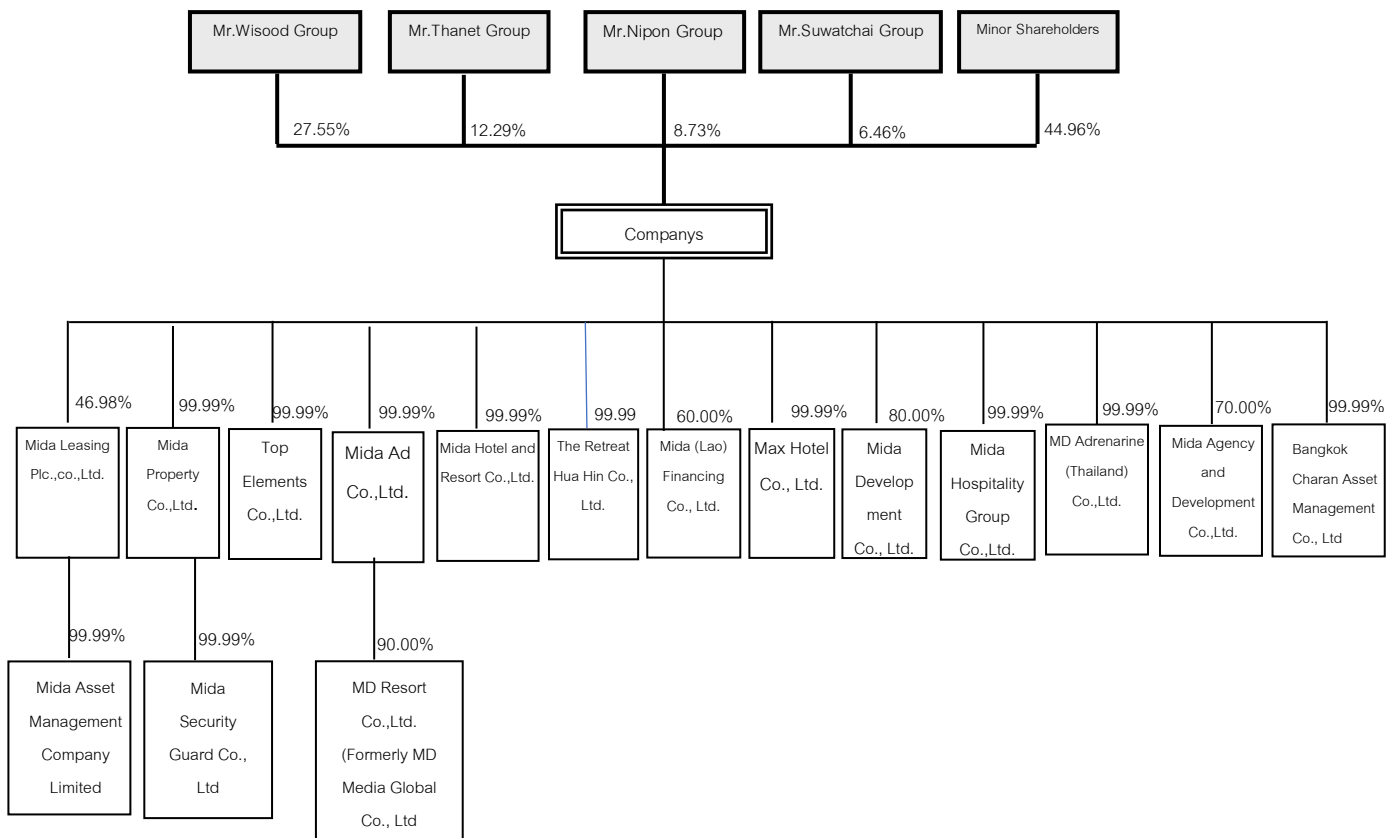 Mr.Wisood Group
Mr.Thanet Group
Mr.Nipon Group
Mr.Suwatchai Group
Minor Shareholders
27.55%
12.29%
8.73%
6.46%
44.96%
Companys
46.98%
99.99%
99.99%
99.99%
99.99%
99.99
60.00%
99.99%
80.00%
99.99%
99.99%
70.00%
99.99%
Mida Leasing
Plc.,co.,Ltd.
Mida
Property
Co.,Ltd.
Top
Elements
Co.,Ltd.
Mida Ad
Co.,Ltd.
Mida Hotel and
Resort Co.,Ltd.
The Retreat
Hua Hin Co.,
Ltd.
Mida (Lao)
Financing
Co., Ltd.
Max Hotel
Co., Ltd.
Mida
Develop
ment
Co., Ltd.
Mida
Hospitality
Group
Co.,Ltd.
MD Adrenarine
(Thailand)
Co.,Ltd.
Mida Agency
and
Development
Co.,Ltd.
Bangkok
Charan Asset
Management
Co., Ltd
99.99%
99.99%
90.00%
Mida Asset
Management
Company
Limited
Mida
Security
Guard Co.,
Ltd
MD Resort
Co.,Ltd.
(Formerly MD
Media Global
Co., Ltd